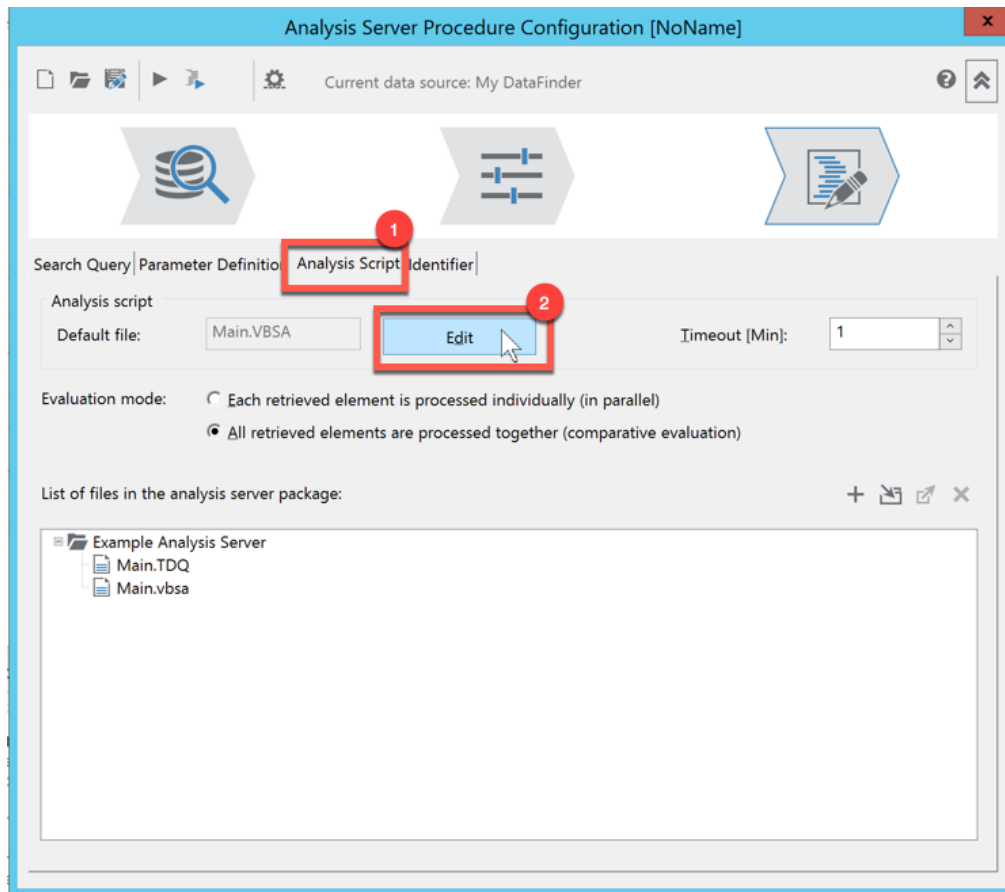 Analysis Server Procedure Configuration [NoName]
x
Current data source: My DataFinder
?
1
Search Query Parameter Definitio Analysis Script Identifier
Analysis script
2
Default file: Main.VBSA Edit Timeout [Min]: 1
Evaluation mode: Each retrieved element is processed individually (in parallel)
All retrieved elements are processed together (comparative evaluation)
List of files in the analysis server package:
Example Analysis Server
Main.TDQ
Main.vbsa